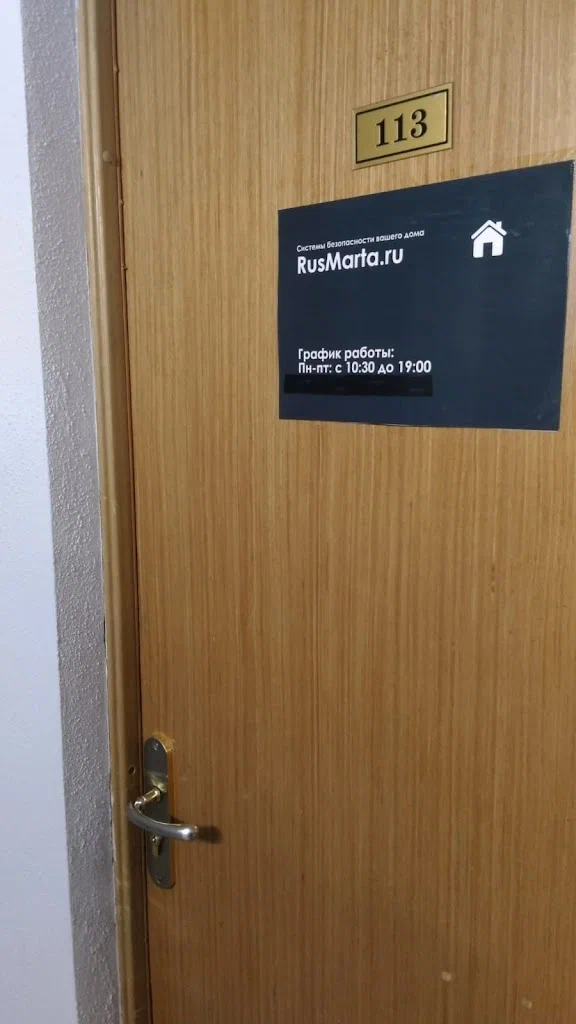 113
Системы безопасности вашего дома
RusMarta.ru
График работы:
Пн-пт: с 10:30 до 19:00